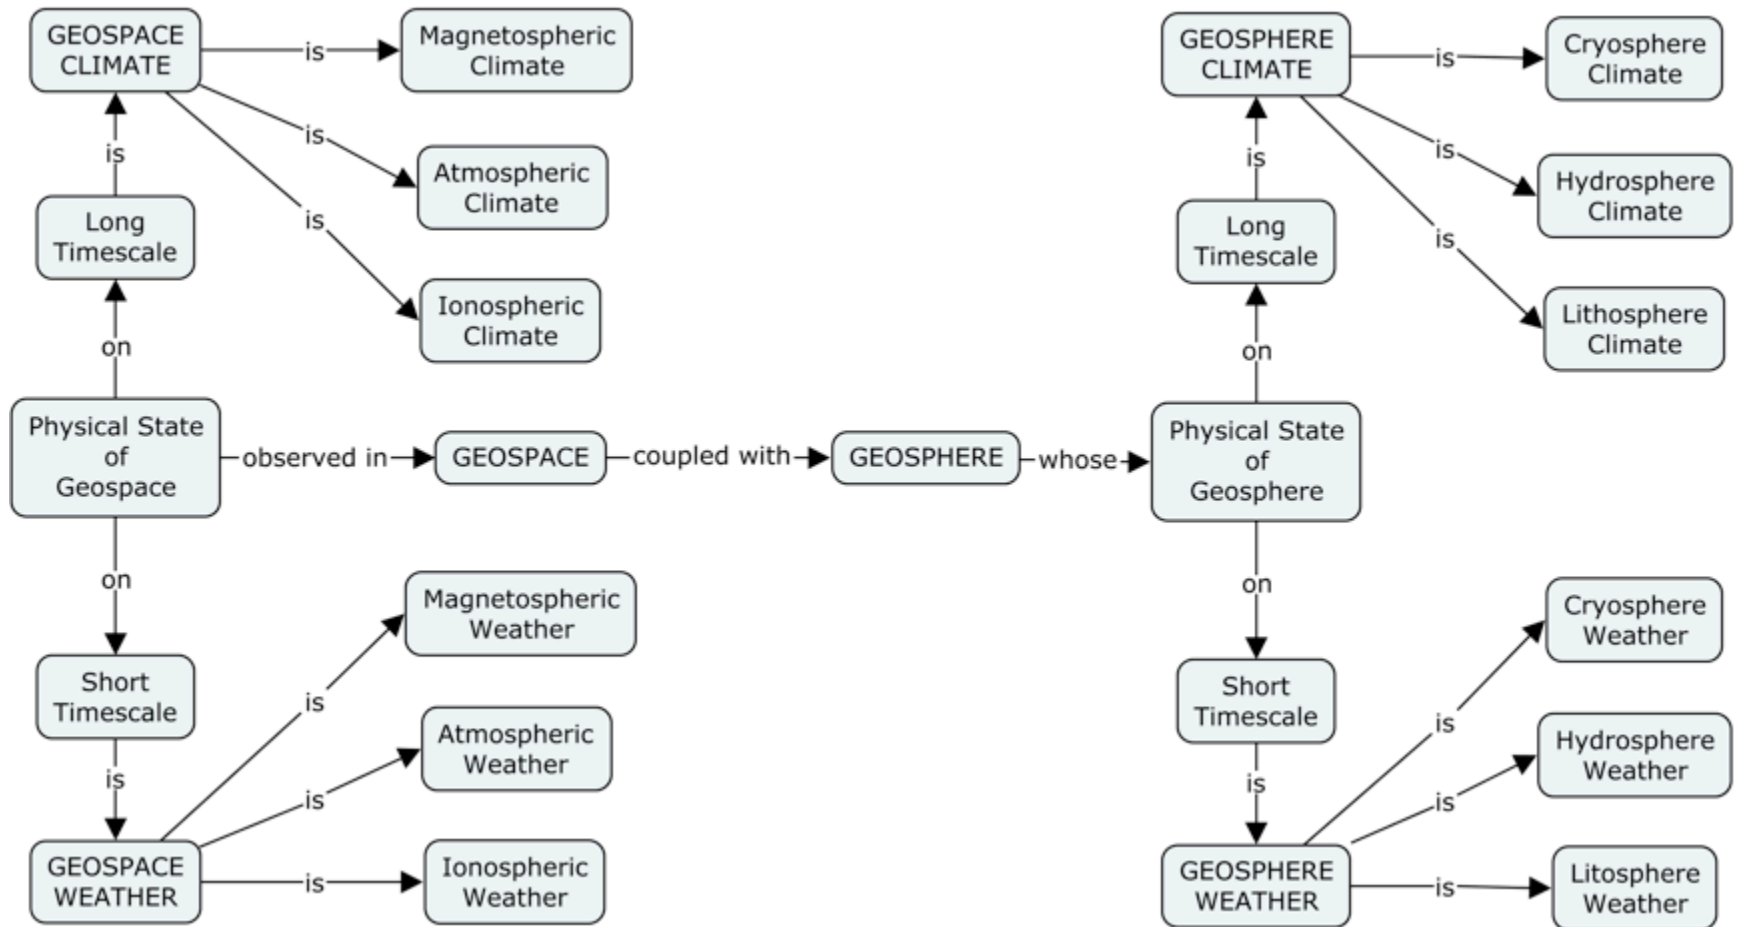 GEOSPACE
CLIMATE
is
Magnetospheric
Climate
is
Atmospheric
Climate
is
Ionospheric
Climate
is
Long
Timescale
on
Physical State
of
Geospace
observed in
GEOSPACE
coupled with
GEOSPHERE
whose
Physical State
of
Geosphere
on
Short
Timescale
is
GEOSPACE
WEATHER
is
Magnetospheric
Weather
is
Atmospheric
Weather
is
Ionospheric
Weather
GEOSPHERE
CLIMATE
is
Cryosphere
Climate
is
Hydrosphere
Climate
is
Lithosphere
Climate
is
Long
Timescale
on
on
Short
Timescale
is
GEOSPHERE
WEATHER
is
Cryosphere
Weather
is
Hydrosphere
Weather
is
Litosphere
Weather